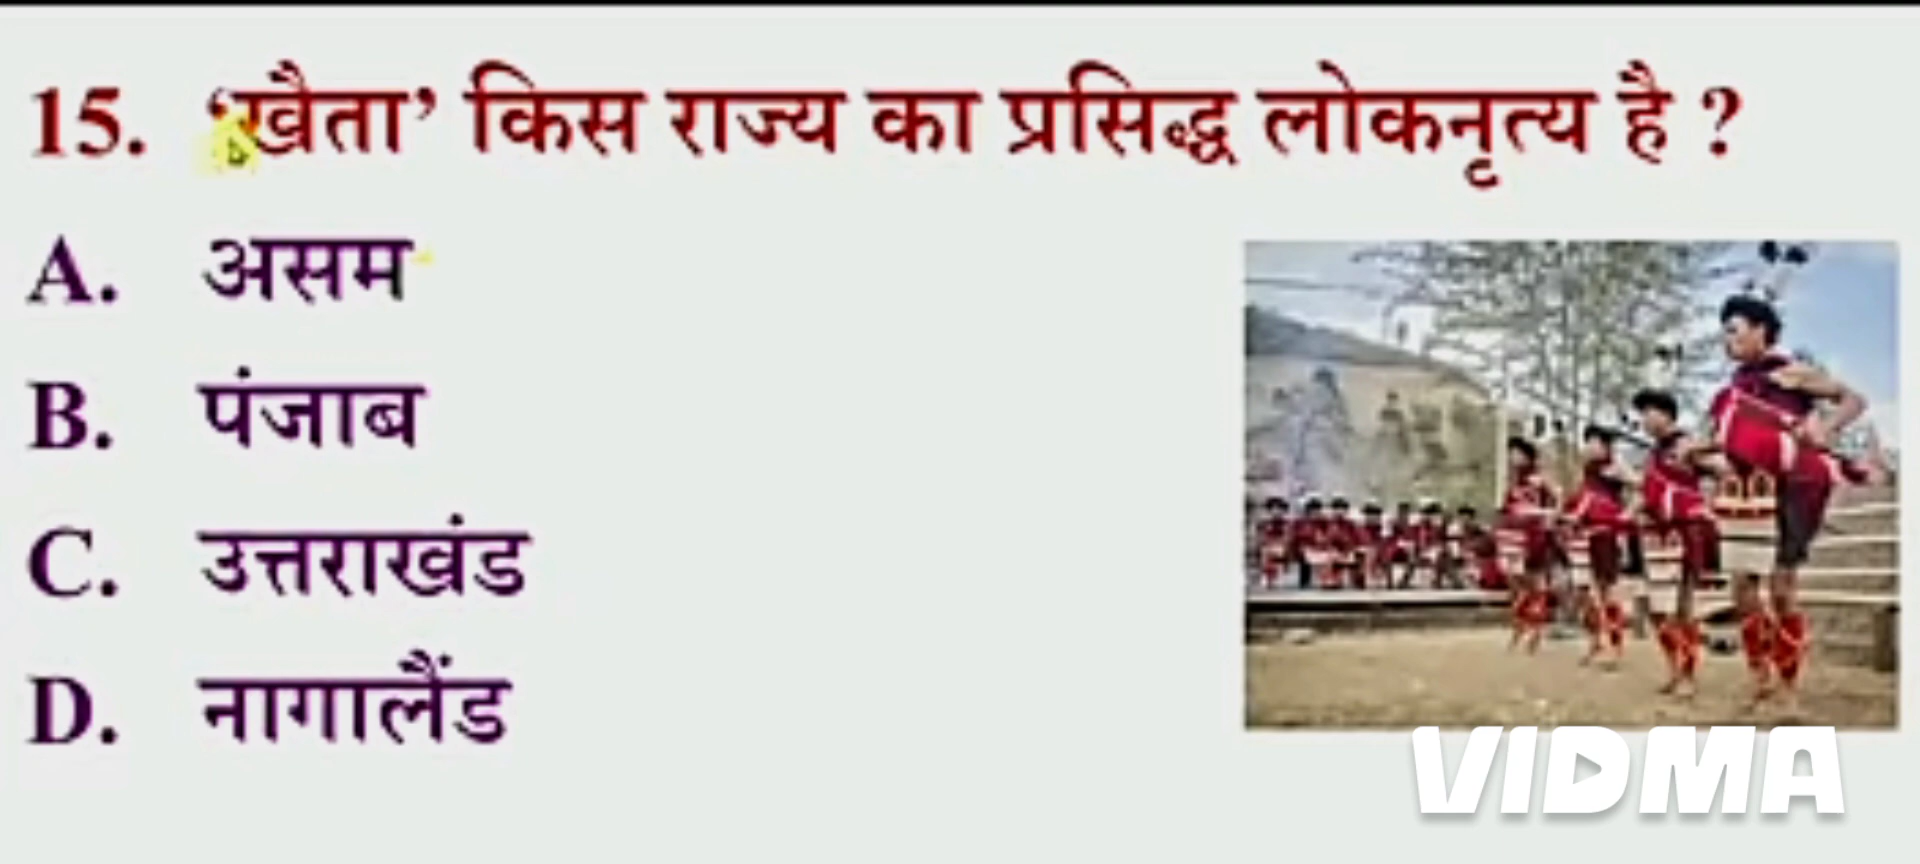 15. ‘खैता’ किस राज्य का प्रसिद्ध लोकनृत्य है ?
A. असम
B. पंजाब
C. उत्तराखंड
D. नागालैंड
VIDMA